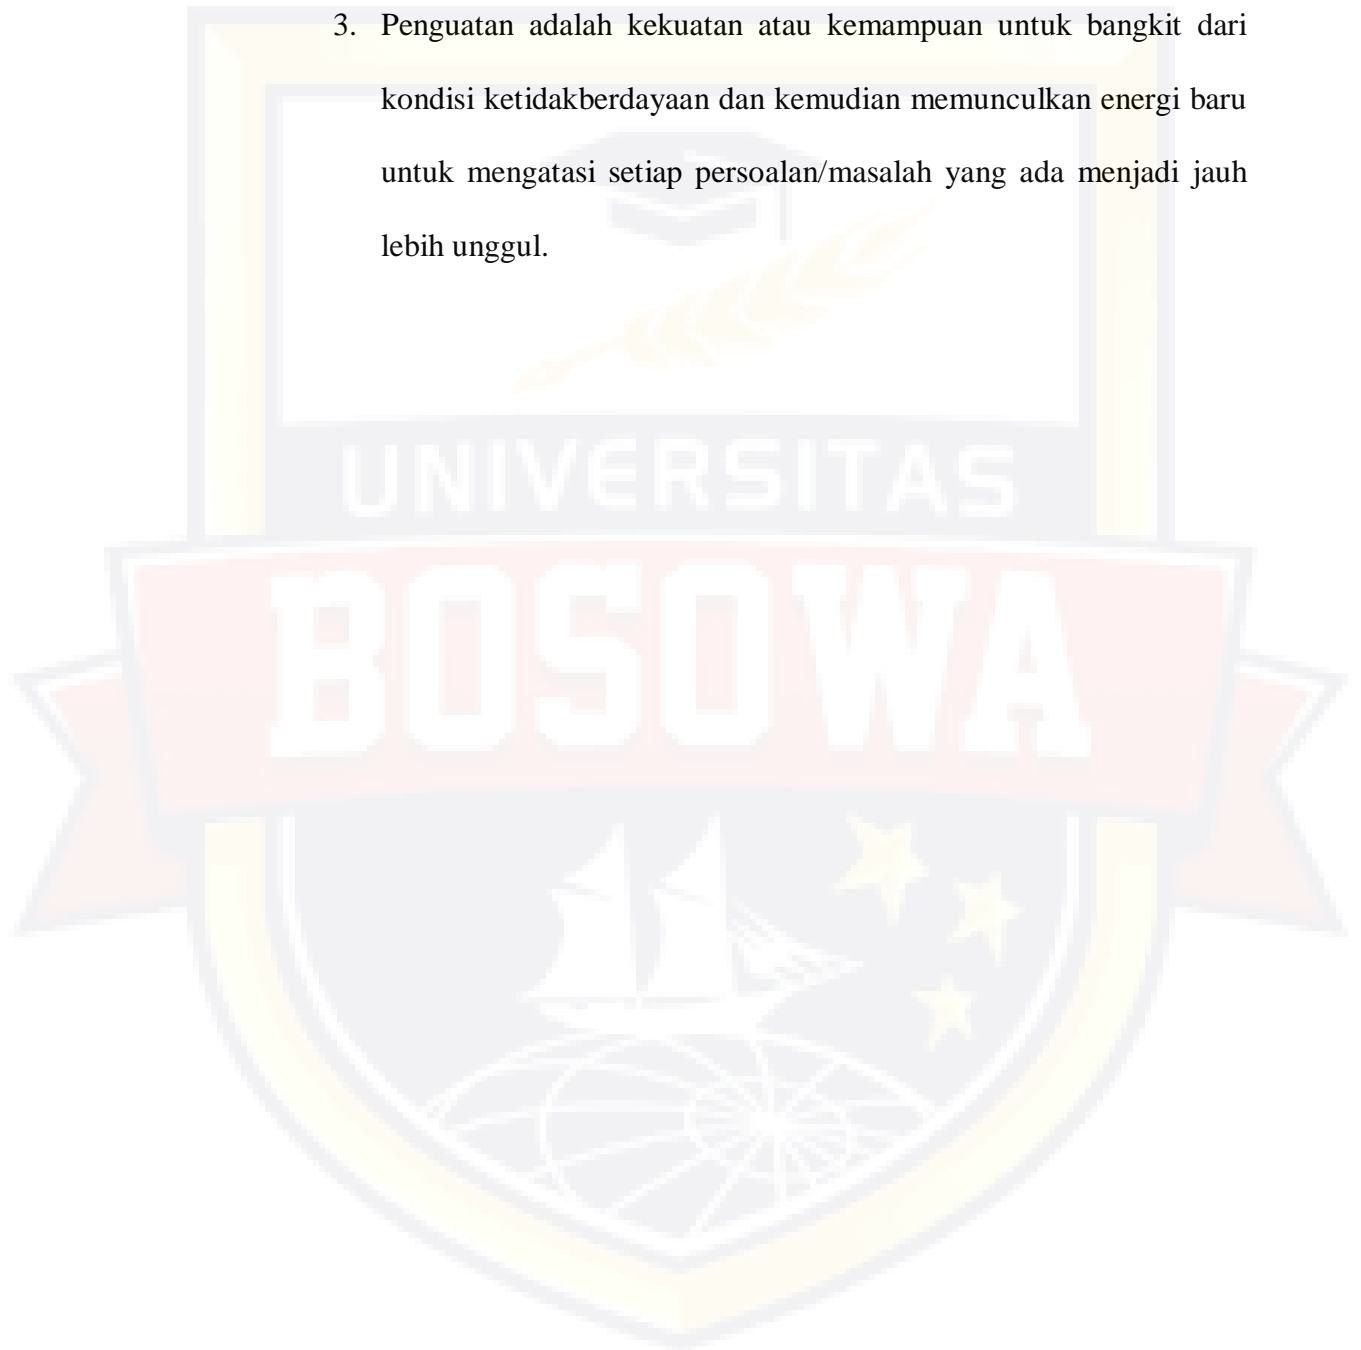 3. Penguatan adalah kekuatan atau kemampuan untuk bangkit dari
kondisi ketidakberdayaan dan kemudian memunculkan energi baru
untuk mengatasi setiap persoalan/masalah yang ada menjadi jauh
lebih unggul.
UNIVERSITAS
BOSOWA